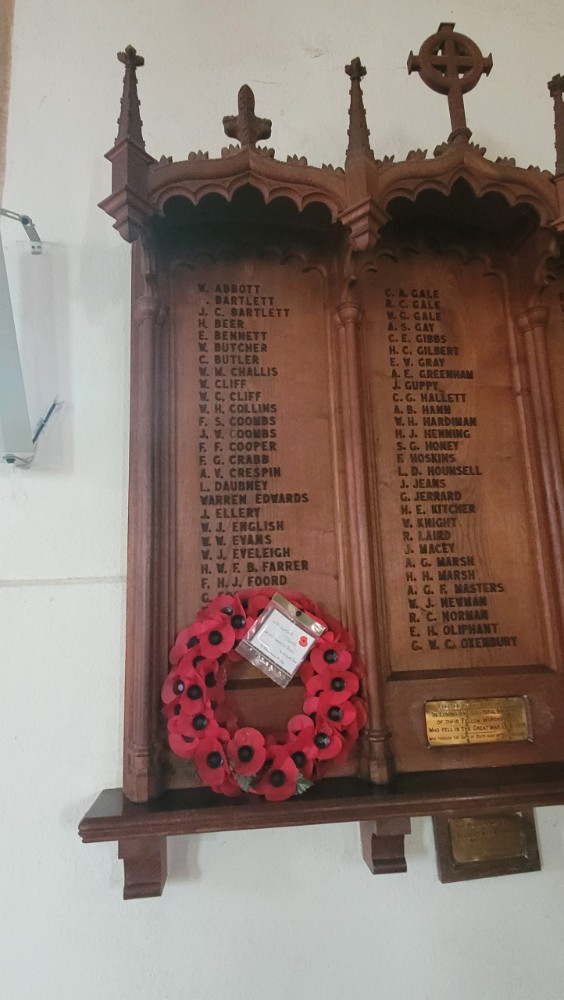 W. ABBOTT
. BARTLETT
J. C. BARTLETT
H. BEER
E. BENNETT
W. BUTCHER
C. BUTLER
W. M. CHALLIS
W. CLIFF
W. C. CLIFF
W. H. COLLINS
F. S. COOMBS
J. W. COOMBS
F. F. COOPER
F. G. CRABB
A. V. CRESPIN
L. DAUBNEY
WARREN EDWARDS
J. ELLERY
W. J. ENGLISH
W. W. EVANS
W. J. EVELEIGH
H. W. F. B. FARRER
F. H. J. FOORD
C. A. GALE
R. C. GALE
W. G. GALE
A. S. GAY
C. E. GIBBS
H. C. GILBERT
E. V. GRAY
A. E. GREENHAM
J. GUPPY
C. G. HALLETT
A. B. HANN
W. H. HARDIMAN
H. J. HENNING
S. G. HONEY
F. HOSKINS
L. D. HOUNSELL
J. JEANS
G. JERRARD
H. E. KITCHER
W. KNIGHT
R. LAIRD
J. MACEY
A. G. MARSH
H. H. MARSH
A. G. F. MASTERS
W. J. NEWMAN
R. C. NORMAN
E. H. OLIPHANT
G. W. C. OXENBURY
OF THEIR FELLOW
WHO FELL IN THE GREAT WAR